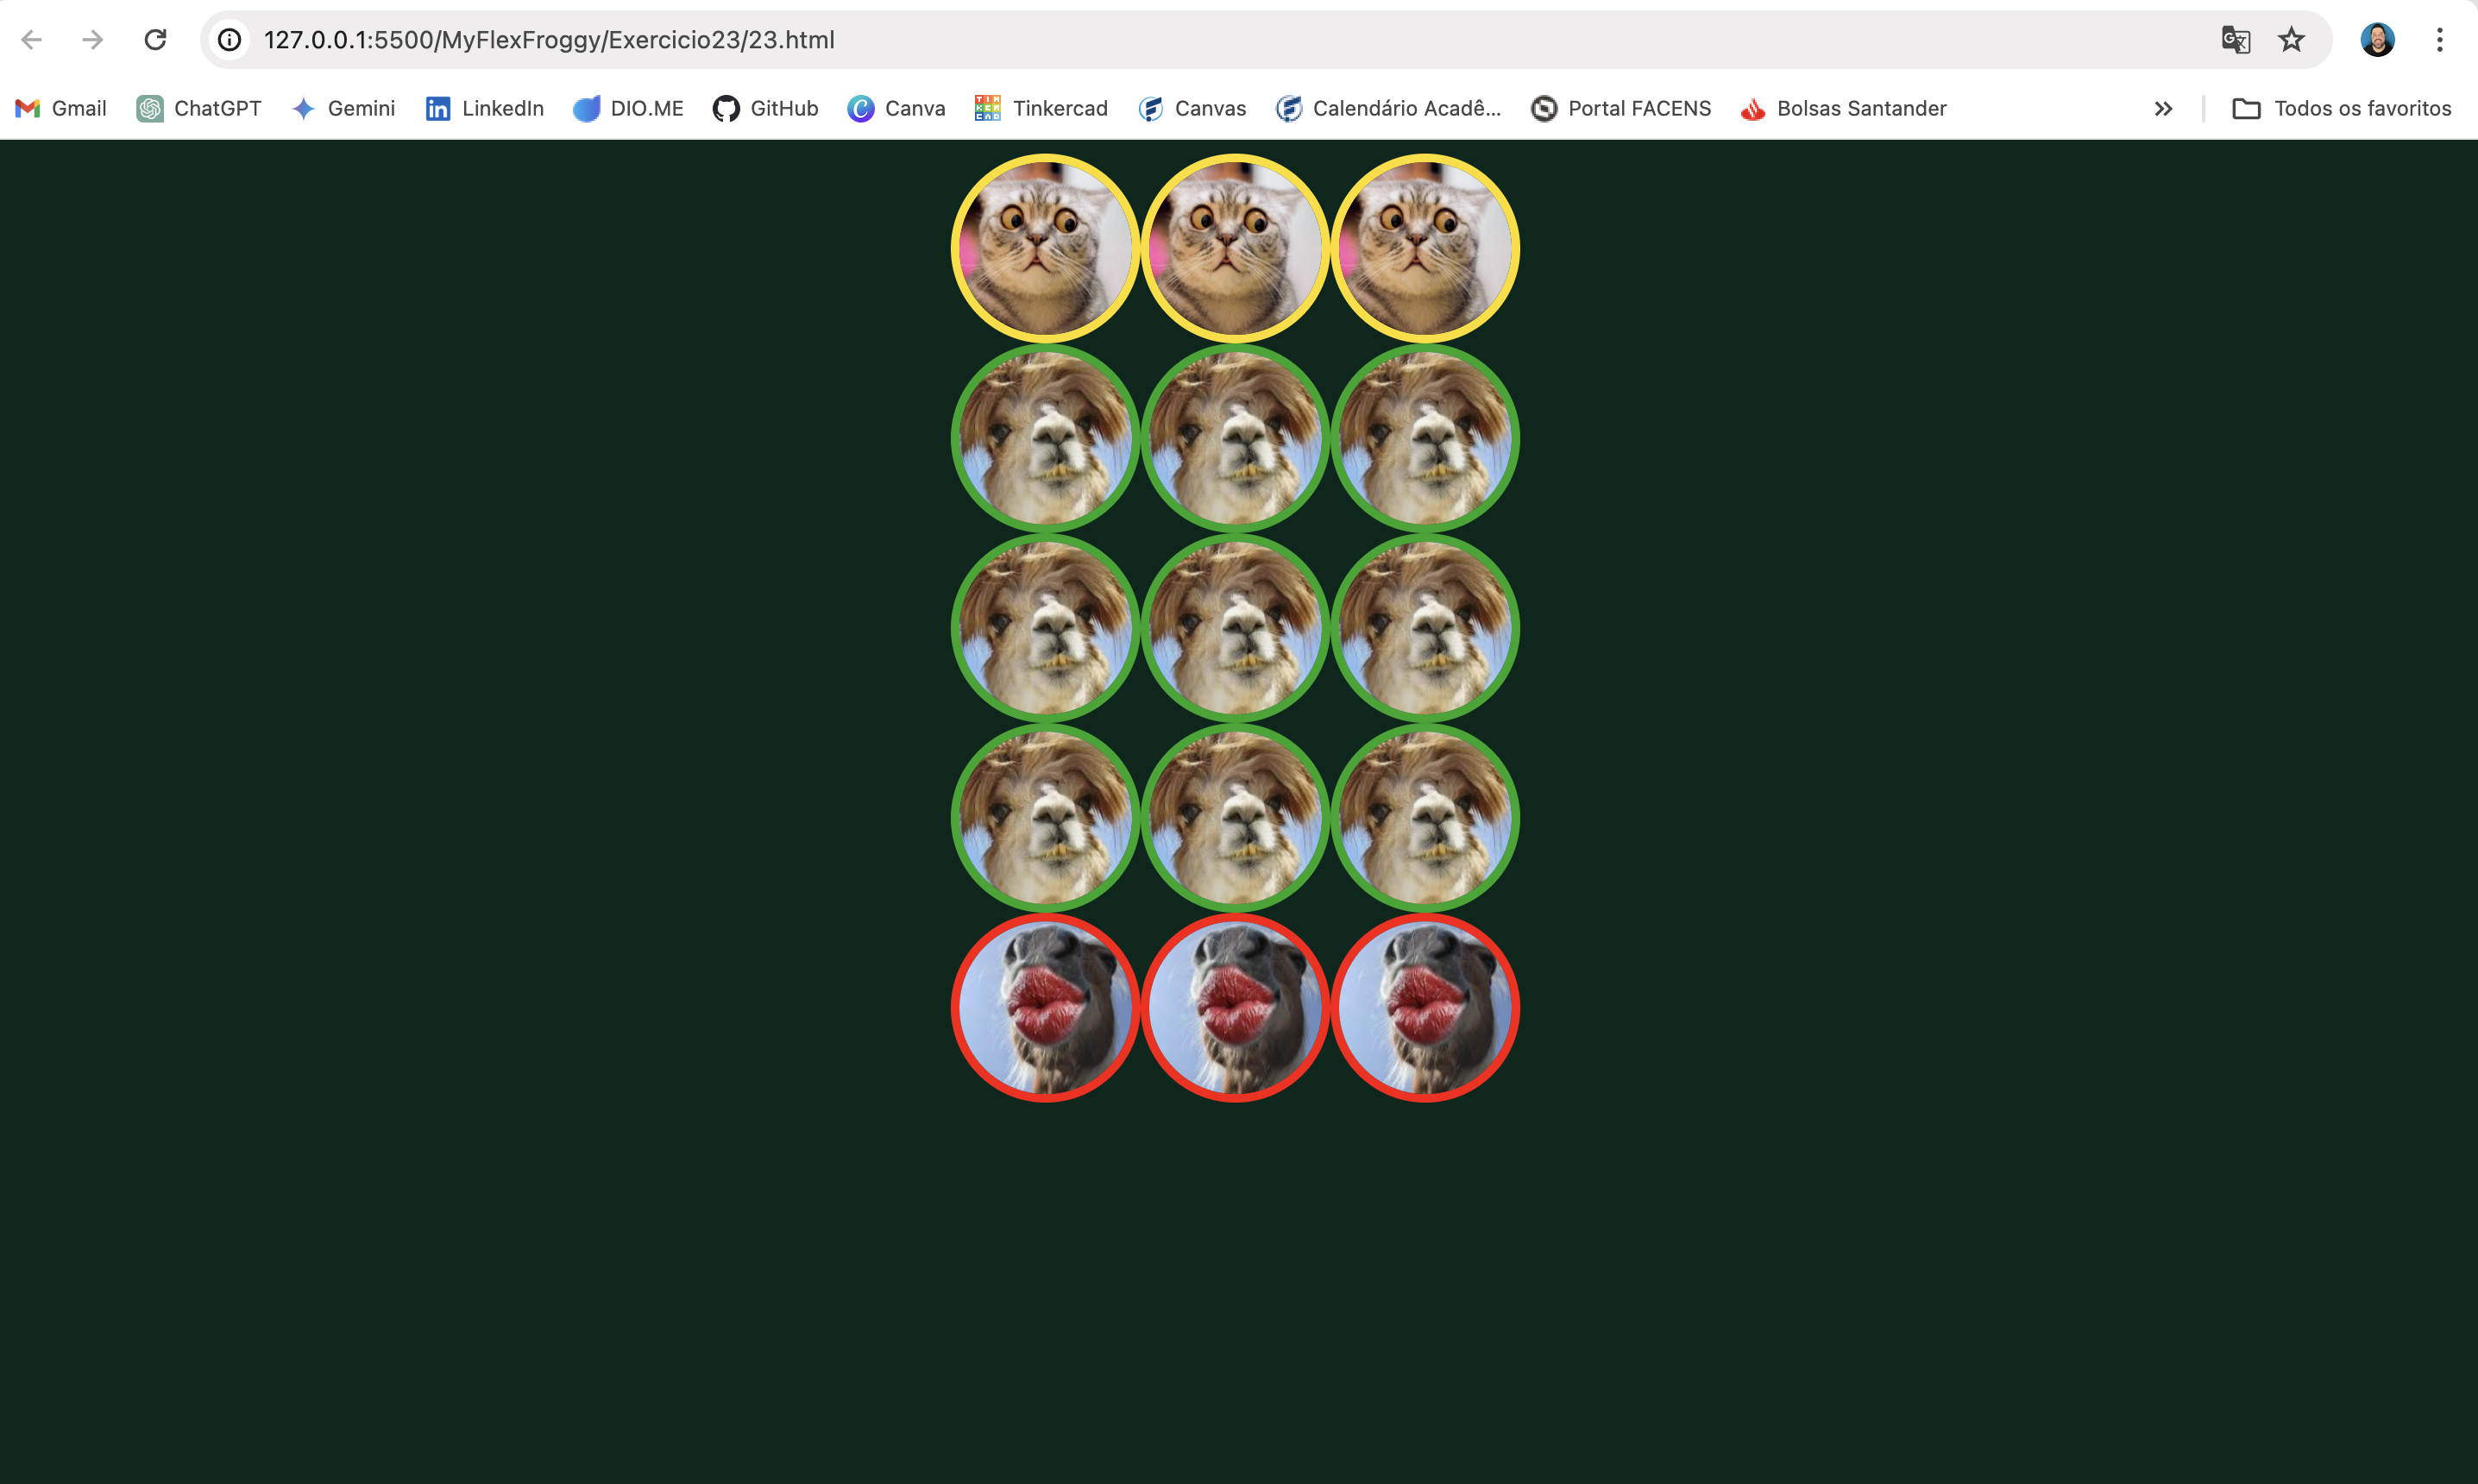 127.0.0.1:5500/MyFlexFroggy/Exercicio23/23.html
Gmail ChatGPT Gemini LinkedIn DIO.ME GitHub Canva Tinkercad Canvas Calendário Acadê... Portal FACENS Bolsas Santander Todos os favoritos